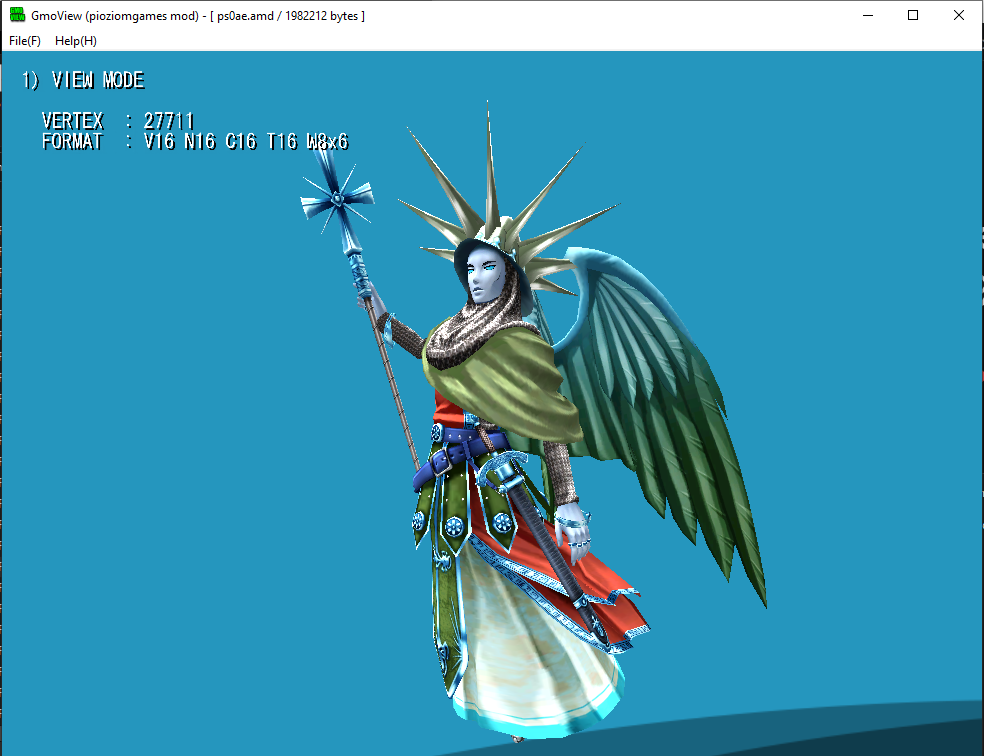 GmoView (pioziomgames mod) - [ ps0ae.amd / 1982212 bytes ]
File(F) Help(H)
1) VIEW MODE
VERTEX : 27711
FORMAT : V16 N16 C16 T16 W8x6